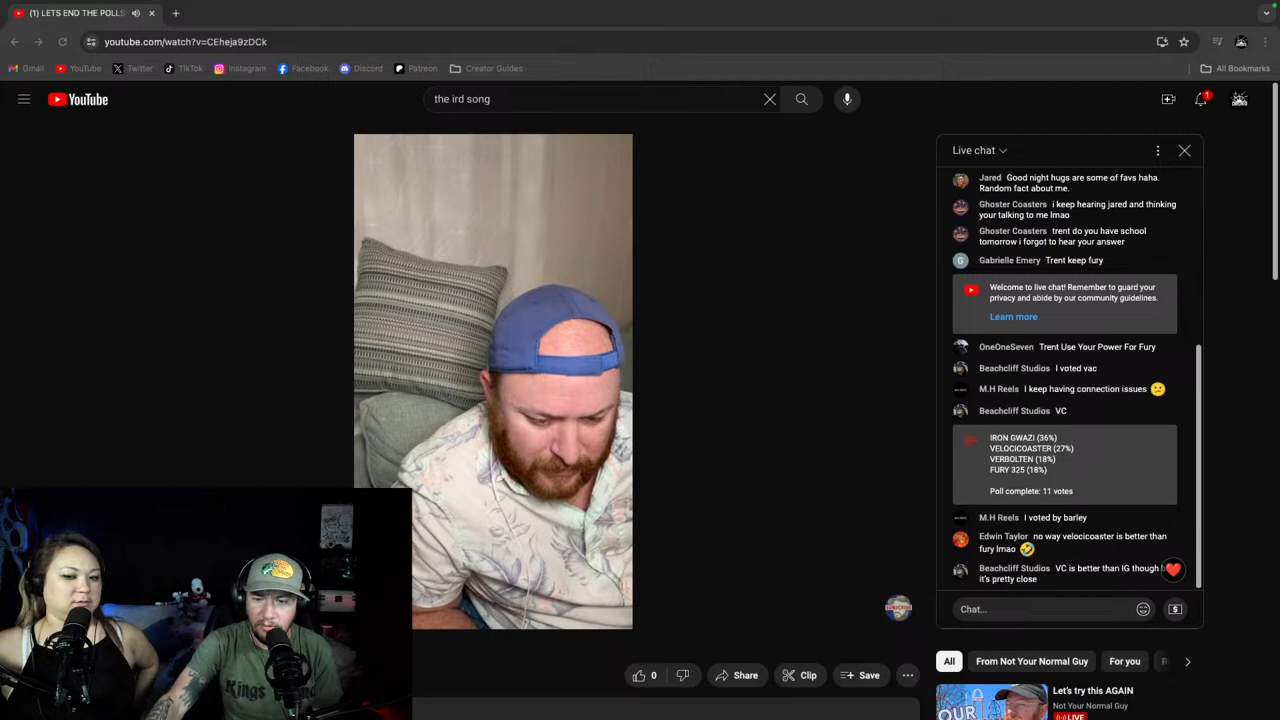 (1) LETS END THE POLLS
youtube.com/watch?v=CEheja9zDCk
Gmail YouTube Twitter TikTok Instagram Facebook Discord Patreon Creator Guides All Bookmarks
YouTube
the ird song
1
Live chat
Jared Good night hugs are some of favs haha.
Random fact about me.
Ghoster Coasters i keep hearing jared and thinking
your talking to me lmao
Ghoster Coasters trent do you have school
tomorrow i forgot to hear your answer
G Gabrielle Emery Trent keep fury
Welcome to live chat! Remember to guard your
privacy and abide by our community guidelines.
Learn more
OneOneSeven Trent Use Your Power For Fury
Beachcliff Studios I voted vac
M.H Reels I keep having connection issues
Beachcliff Studios VC
IRON GWAZI (36%)
VELOCICOASTER (27%)
VERBOLTEN (18%)
FURY 325 (18%)
Poll complete: 11 votes
M.H Reels I voted by barley
Edwin Taylor no way velocicoaster is better than
fury lmao
Beachcliff Studios VC is better than IG though
it's pretty close
Chat...
0 Share Clip Save
All From Not Your Normal Guy For you
Let's try this AGAIN
Not Your Normal Guy
LIVE
OUR
Bass Pro Shops
Kings